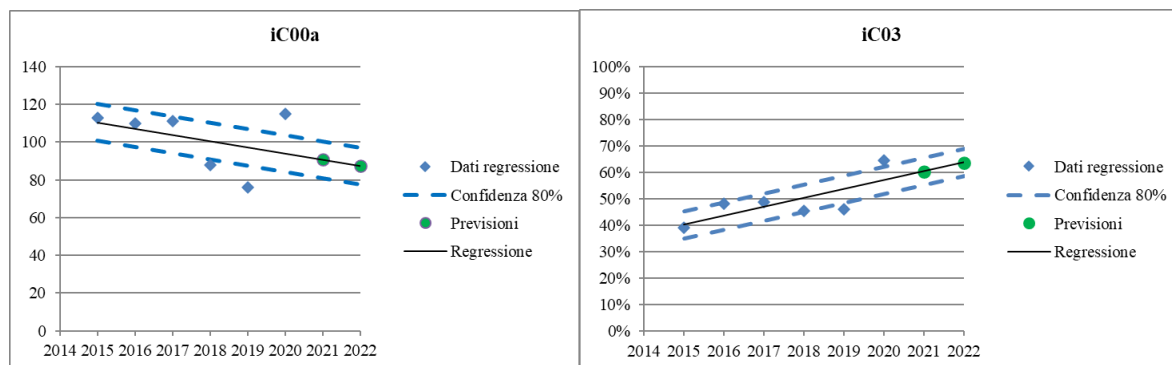 iC00a
140
120
100
80
60
40
20
0
2014 2015 2016 2017 2018 2019 2020 2021 2022
Dati regressione
Confidenza 80%
Previsioni
Regressione
iC03
100%
90%
80%
70%
60%
50%
40%
30%
20%
10%
0%
2014 2015 2016 2017 2018 2019 2020 2021 2022
Dati regressione
Confidenza 80%
Previsioni
Regressione